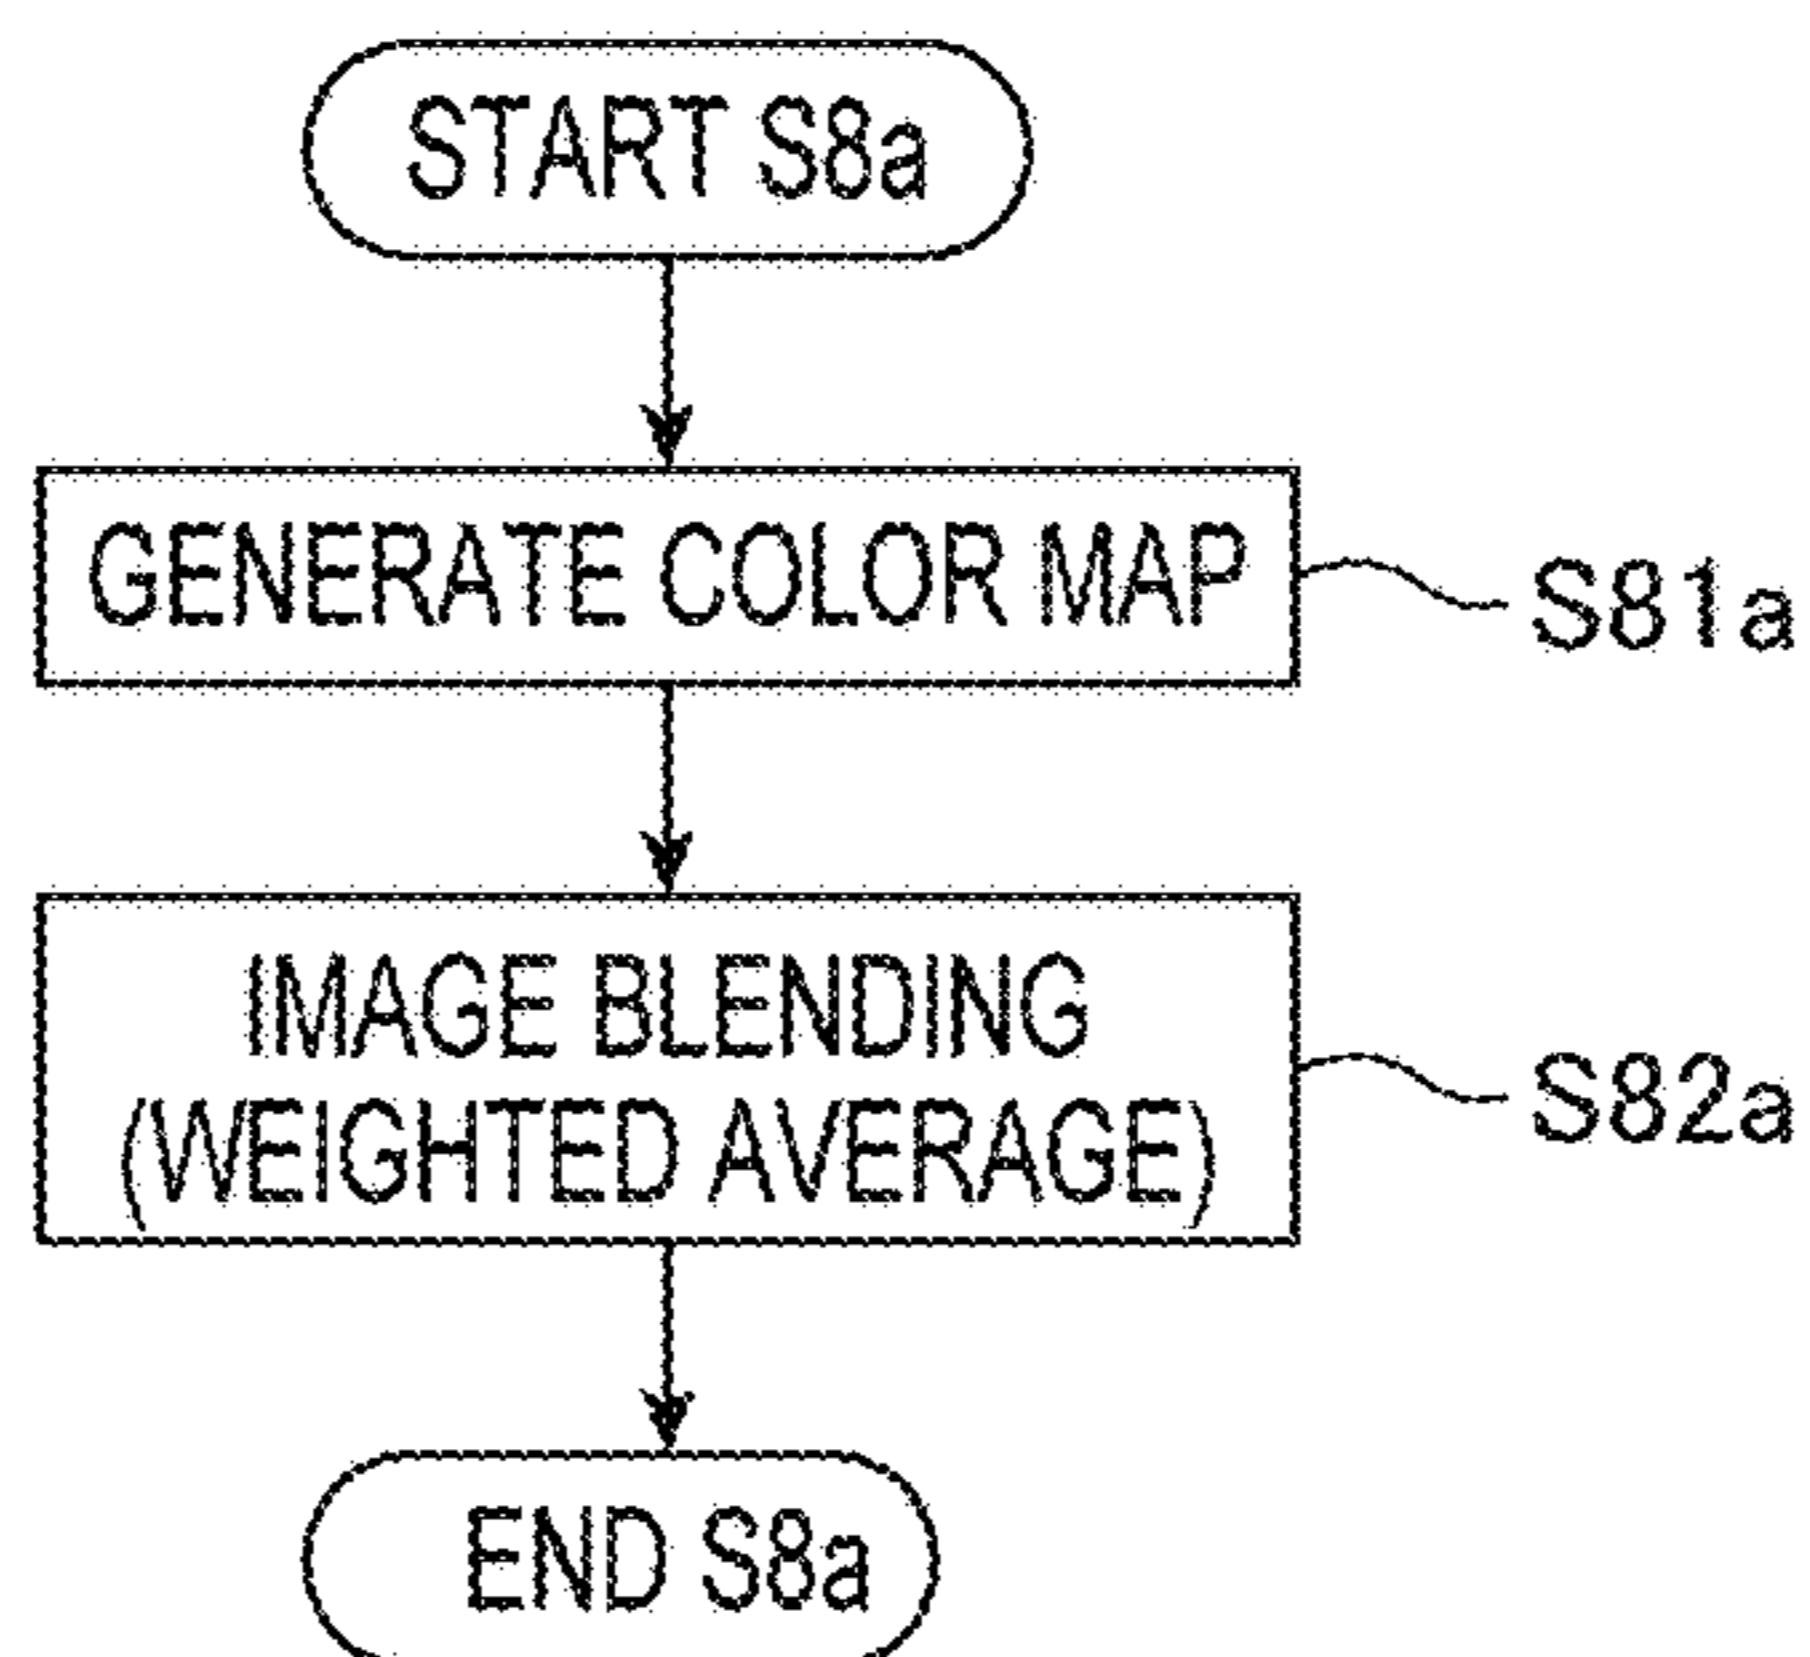 START S8a
GENERATE COLOR MAP
S81a
IMAGE BLENDING
(WEIGHTED AVERAGE)
S82a
END S8a